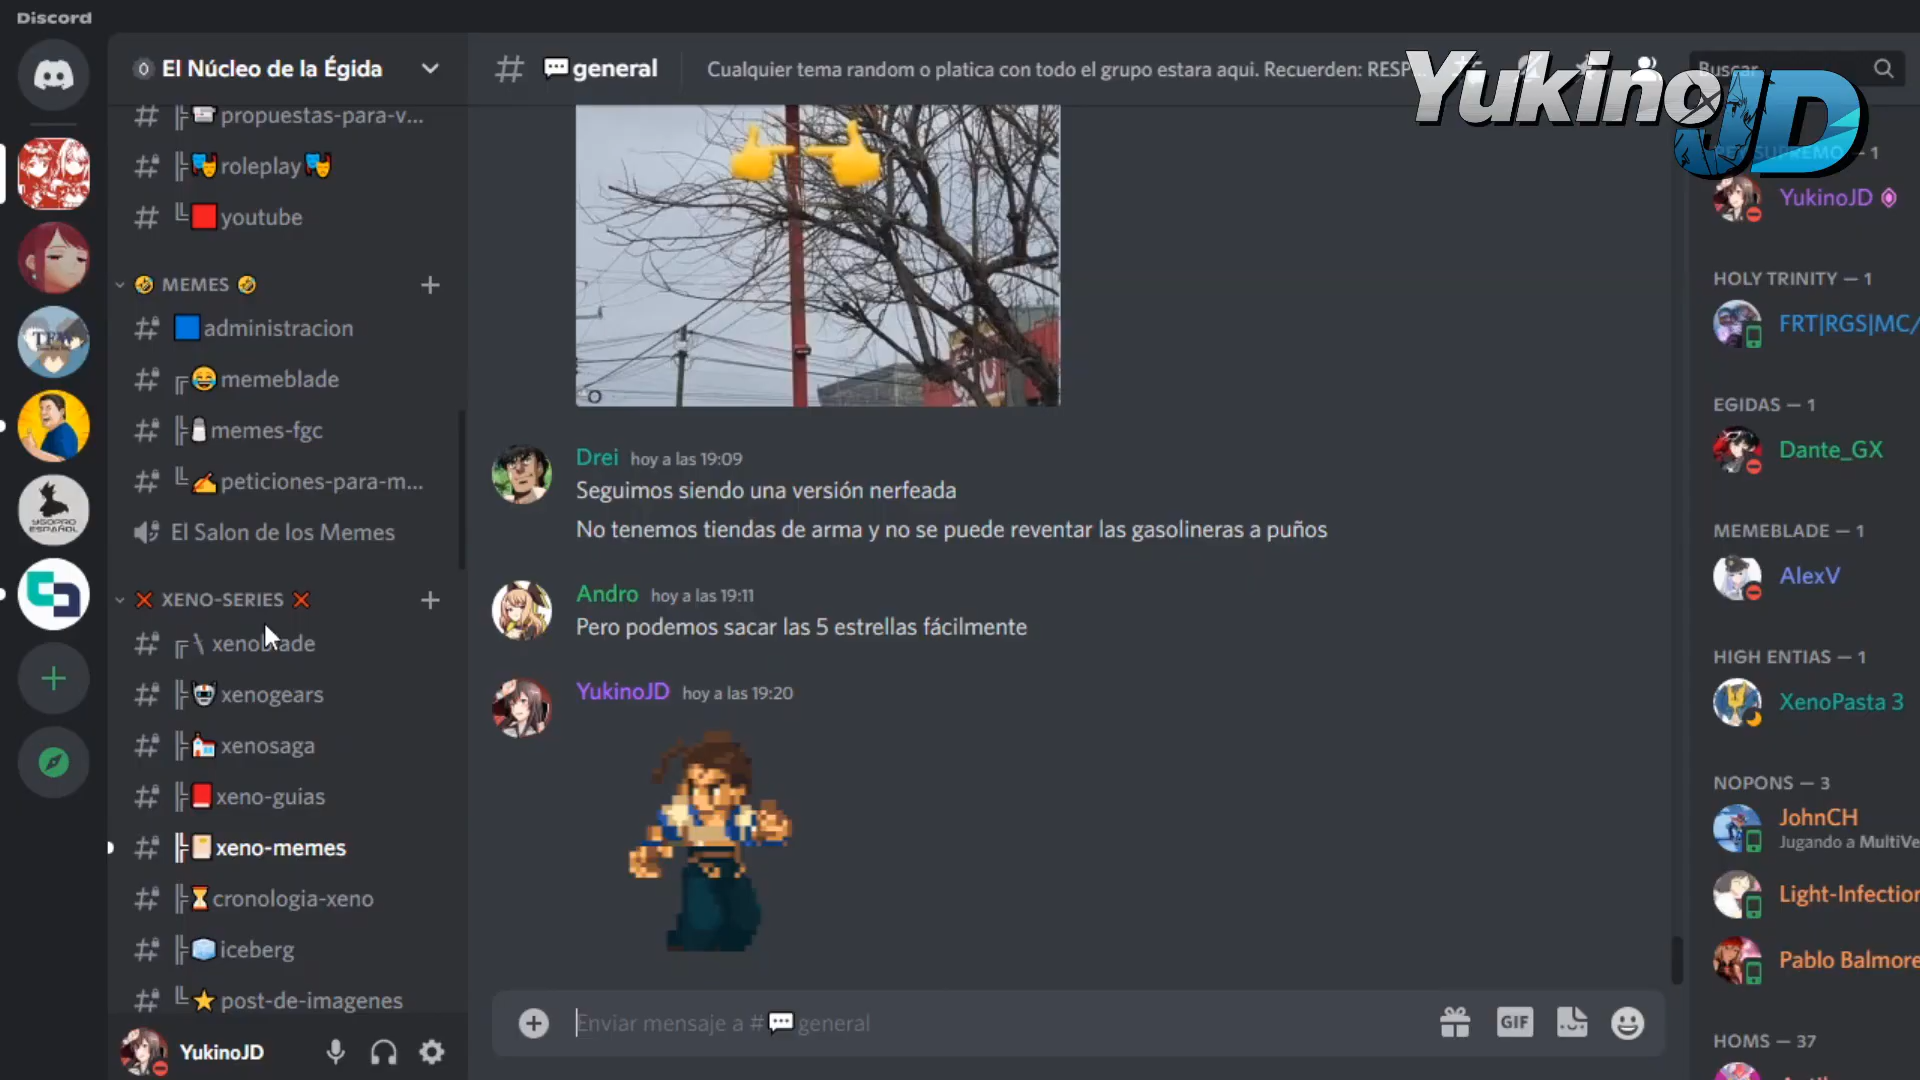 Discord
El Núcleo de la Égida
propuestas-para-v...
roleplay
youtube
MEMES
administracion
memeblade
memes-fgc
peticiones-para-m...
El Salon de los Memes
XENO-SERIES
xenoblade
xenogears
xenosaga
xeno-guias
xeno-memes
cronologia-xeno
iceberg
post-de-imagenes
YukinoJD
general
Cualquier tema random o platica con todo el grupo estara aqui. Recuerden: RESP...
Buscar
YukinoJD
Drei hoy a las 19:09
Seguimos siendo una versión nerfeada
No tenemos tiendas de arma y no se puede reventar las gasolineras a puños
Andro hoy a las 19:11
Pero podemos sacar las 5 estrellas fácilmente
YukinoJD hoy a las 19:20
Enviar mensaje a # general
GIF
SUPREMO — 1
YukinoJD
HOLY TRINITY — 1
FRT|RGS|MC/
EGIDAS — 1
Dante_GX
MEMEBLADE — 1
AlexV
HIGH ENTIAS — 1
XenoPasta 3
NOPONS — 3
JohnCH
Jugando a MultiVe
Light-Infection
Pablo Balmore
HOMS — 37
YGOPRO
ESPAÑOL